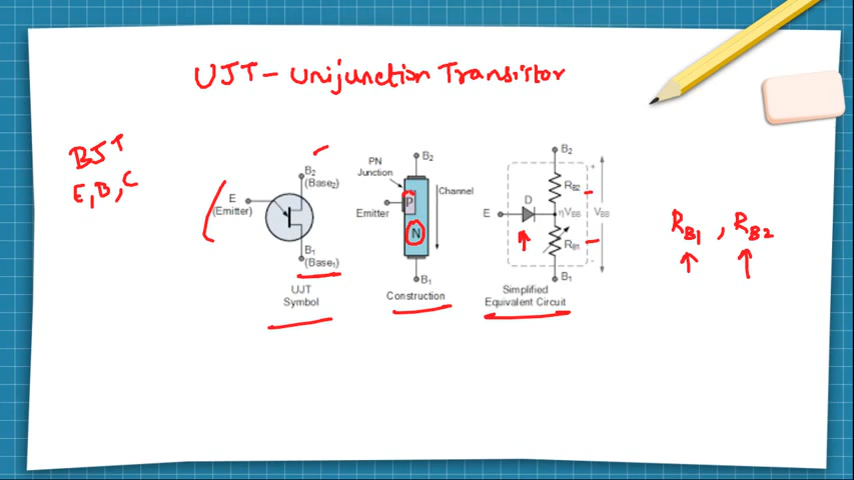 UJT - Unijunction Transistor
BJT
E, B, C
E
(Emitter)
B2
(Base2)
B1
(Base1)
UJT
Symbol
PN
Junction
B2
Channel
Emitter
P
N
B1
Construction
B2
+
RB2
D
E
ηVBB
VBB
RB1
-
B1
Simplified
Equivalent Circuit
RB1 , RB2